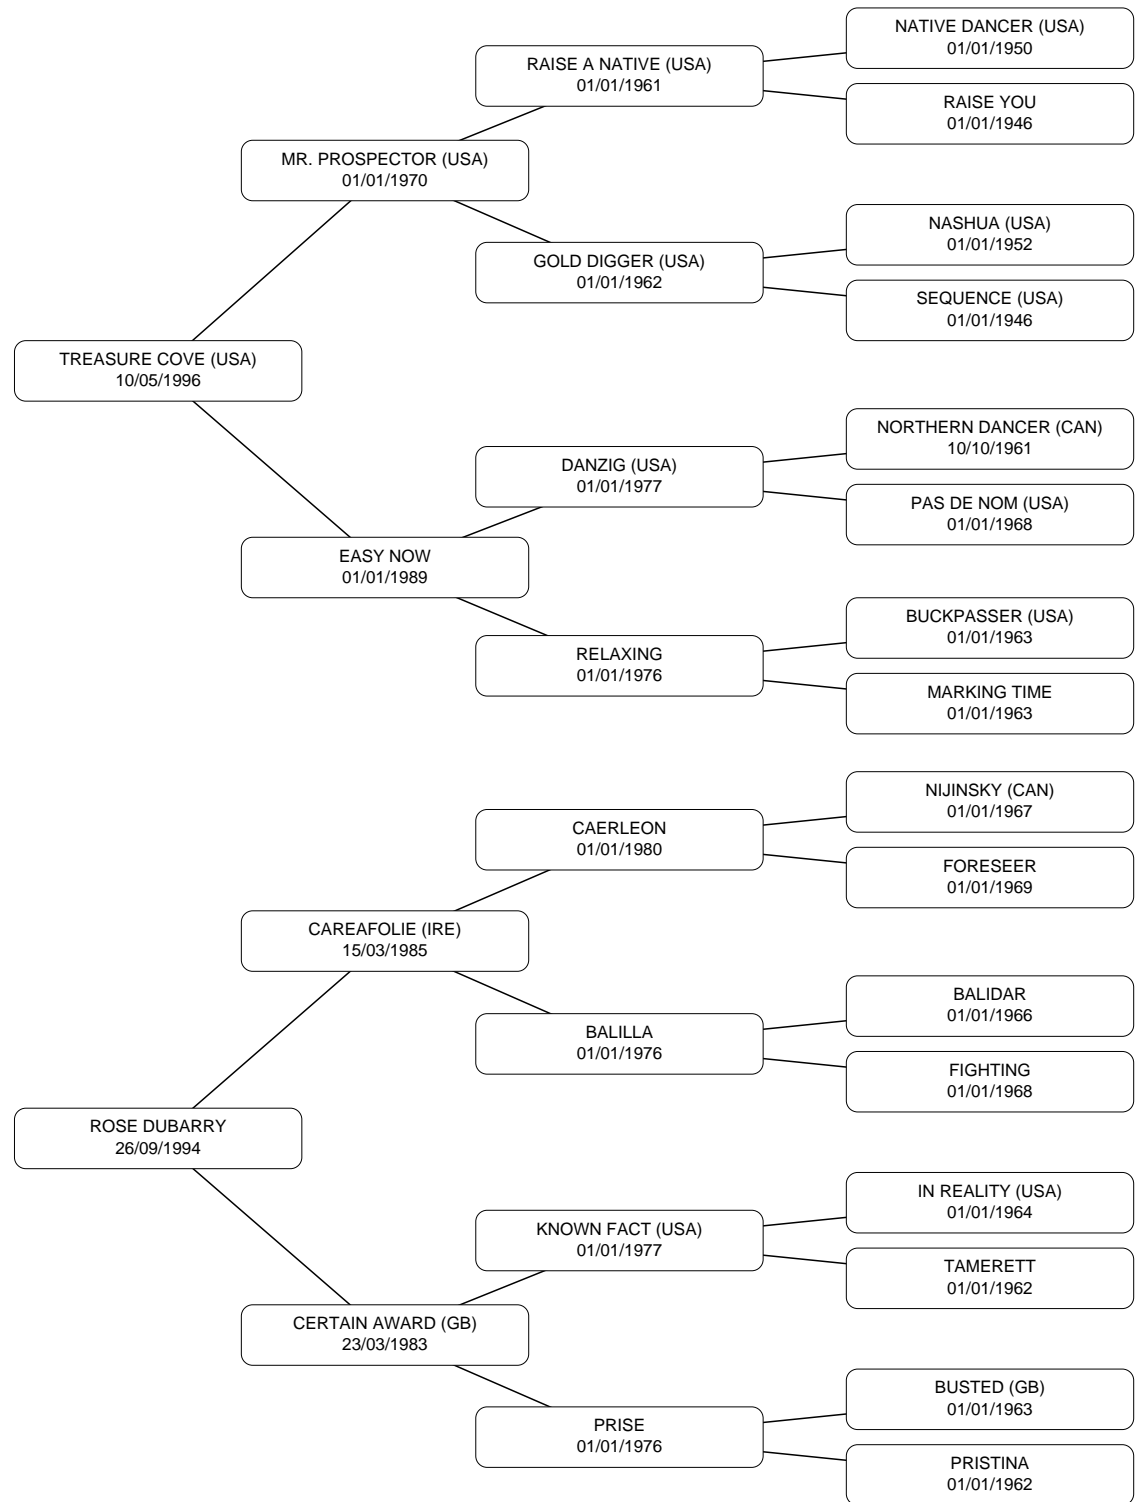 NATIVE DANCER (USA)
01/01/1950
RAISE A NATIVE (USA)
01/01/1961
RAISE YOU
01/01/1946
MR. PROSPECTOR (USA)
01/01/1970
NASHUA (USA)
01/01/1952
GOLD DIGGER (USA)
01/01/1962
SEQUENCE (USA)
01/01/1946
TREASURE COVE (USA)
10/05/1996
NORTHERN DANCER (CAN)
10/10/1961
DANZIG (USA)
01/01/1977
PAS DE NOM (USA)
01/01/1968
EASY NOW
01/01/1989
BUCKPASSER (USA)
01/01/1963
RELAXING
01/01/1976
MARKING TIME
01/01/1963
NIJINSKY (CAN)
01/01/1967
CAERLEON
01/01/1980
FORESEER
01/01/1969
CAREAFOLIE (IRE)
15/03/1985
BALIDAR
01/01/1966
BALILLA
01/01/1976
FIGHTING
01/01/1968
ROSE DUBARRY
26/09/1994
IN REALITY (USA)
01/01/1964
KNOWN FACT (USA)
01/01/1977
TAMERETT
01/01/1962
CERTAIN AWARD (GB)
23/03/1983
BUSTED (GB)
01/01/1963
PRISE
01/01/1976
PRISTINA
01/01/1962